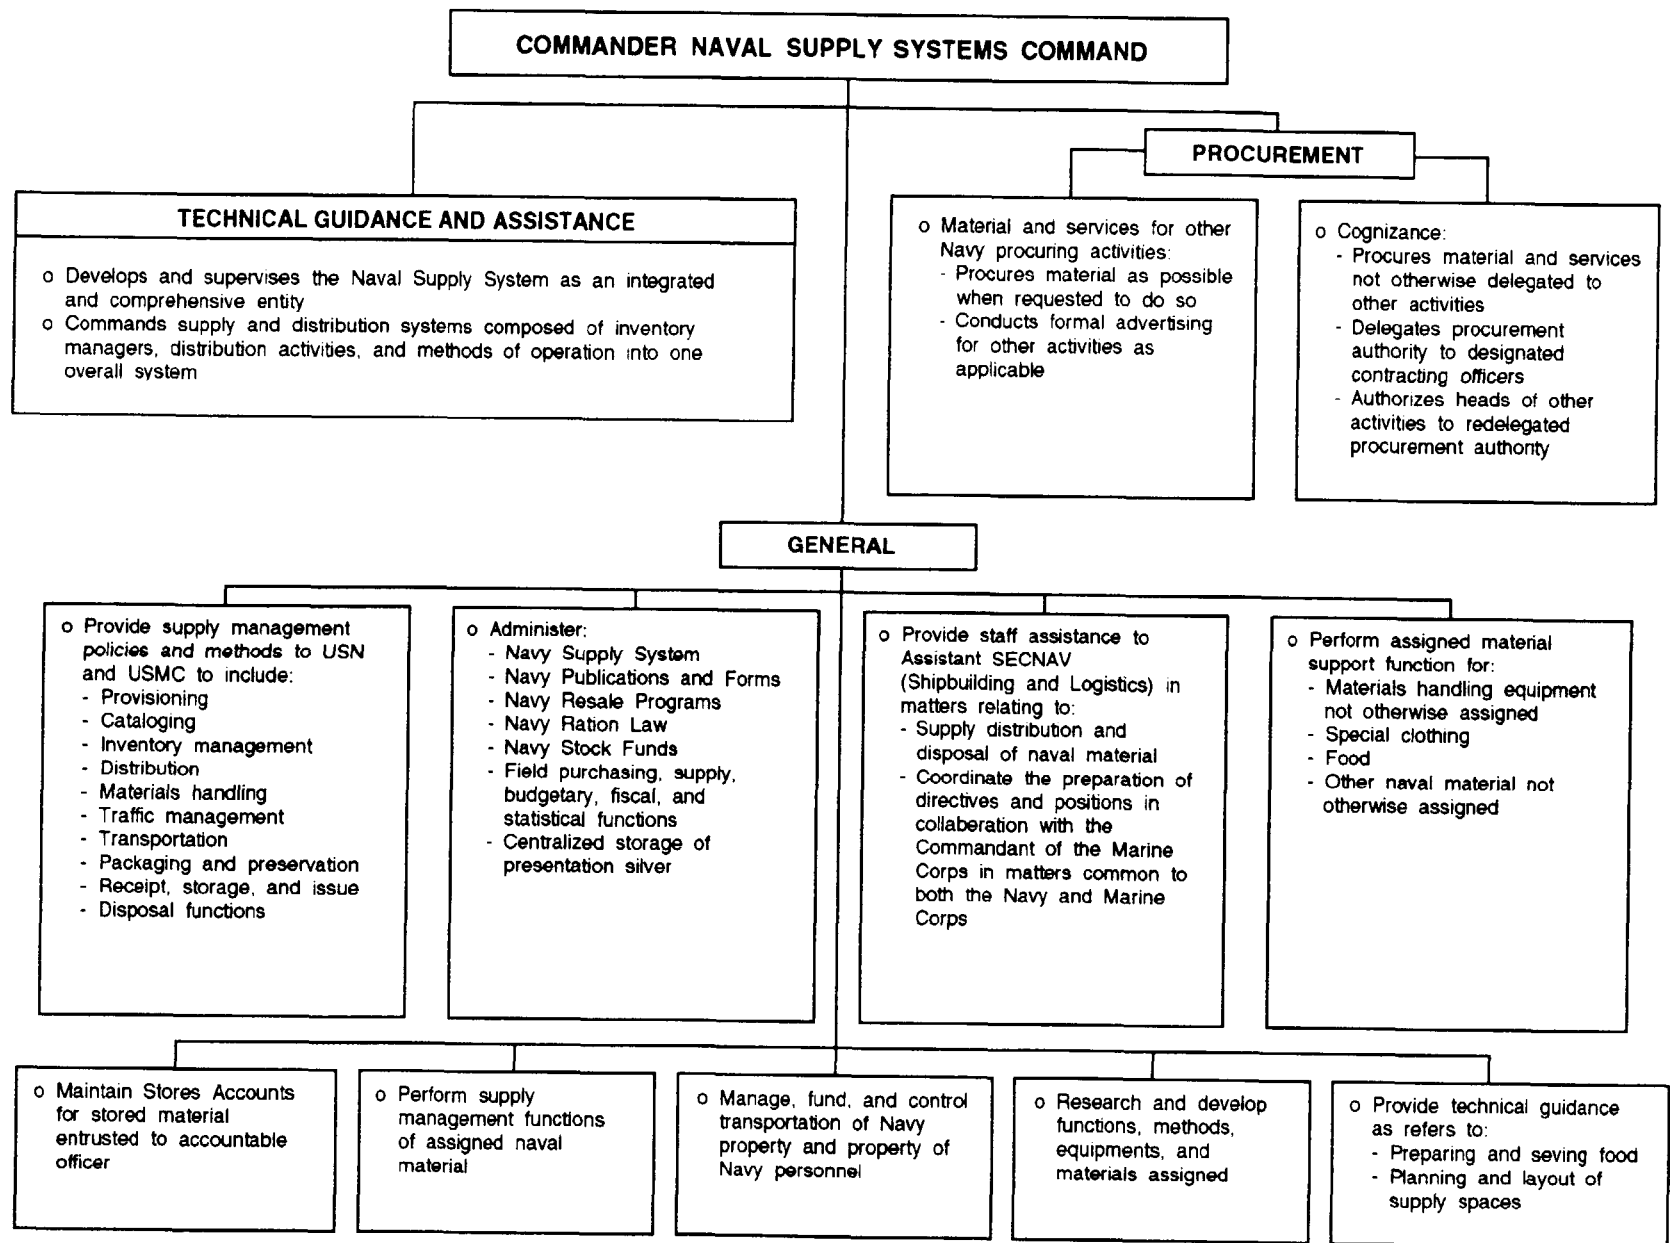 COMMANDER NAVAL SUPPLY SYSTEMS COMMAND
PROCUREMENT
TECHNICAL GUIDANCE AND ASSISTANCE
o Develops and supervises the Naval Supply System as an integrated
and comprehensive entity
o Commands supply and distribution systems composed of inventory
managers, distribution activities, and methods of operation into one
overall system
o Material and services for other
Navy procuring activities:
- Procures material as possible
when requested to do so
- Conducts formal advertising
for other activities as
applicable
o Cognizance:
- Procures material and services
not otherwise delegated to
other activities
- Delegates procurement
authority to designated
contracting officers
- Authorizes heads of other
activities to redelegated
procurement authority
GENERAL
o Provide supply management
policies and methods to USN
and USMC to include:
- Provisioning
- Cataloging
- Inventory management
- Distribution
- Materials handling
- Traffic management
- Transportation
- Packaging and preservation
- Receipt, storage, and issue
- Disposal functions
o Administer:
- Navy Supply System
- Navy Publications and Forms
- Navy Resale Programs
- Navy Ration Law
- Navy Stock Funds
- Field purchasing, supply,
budgetary, fiscal, and
statistical functions
- Centralized storage of
presentation silver
o Provide staff assistance to
Assistant SECNAV
(Shipbuilding and Logistics) in
matters relating to:
- Supply distribution and
disposal of naval material
- Coordinate the preparation of
directives and positions in
collaberation with the
Commandant of the Marine
Corps in matters common to
both the Navy and Marine
Corps
o Perform assigned material
support function for:
- Materials handling equipment
not otherwise assigned
- Special clothing
- Food
- Other naval material not
otherwise assigned
o Maintain Stores Accounts
for stored material
entrusted to accountable
officer
o Perform supply
management functions
of assigned naval
material
o Manage, fund, and control
transportation of Navy
property and property of
Navy personnel
o Research and develop
functions, methods,
equipments, and
materials assigned
o Provide technical guidance
as refers to:
- Preparing and seving food
- Planning and layout of
supply spaces